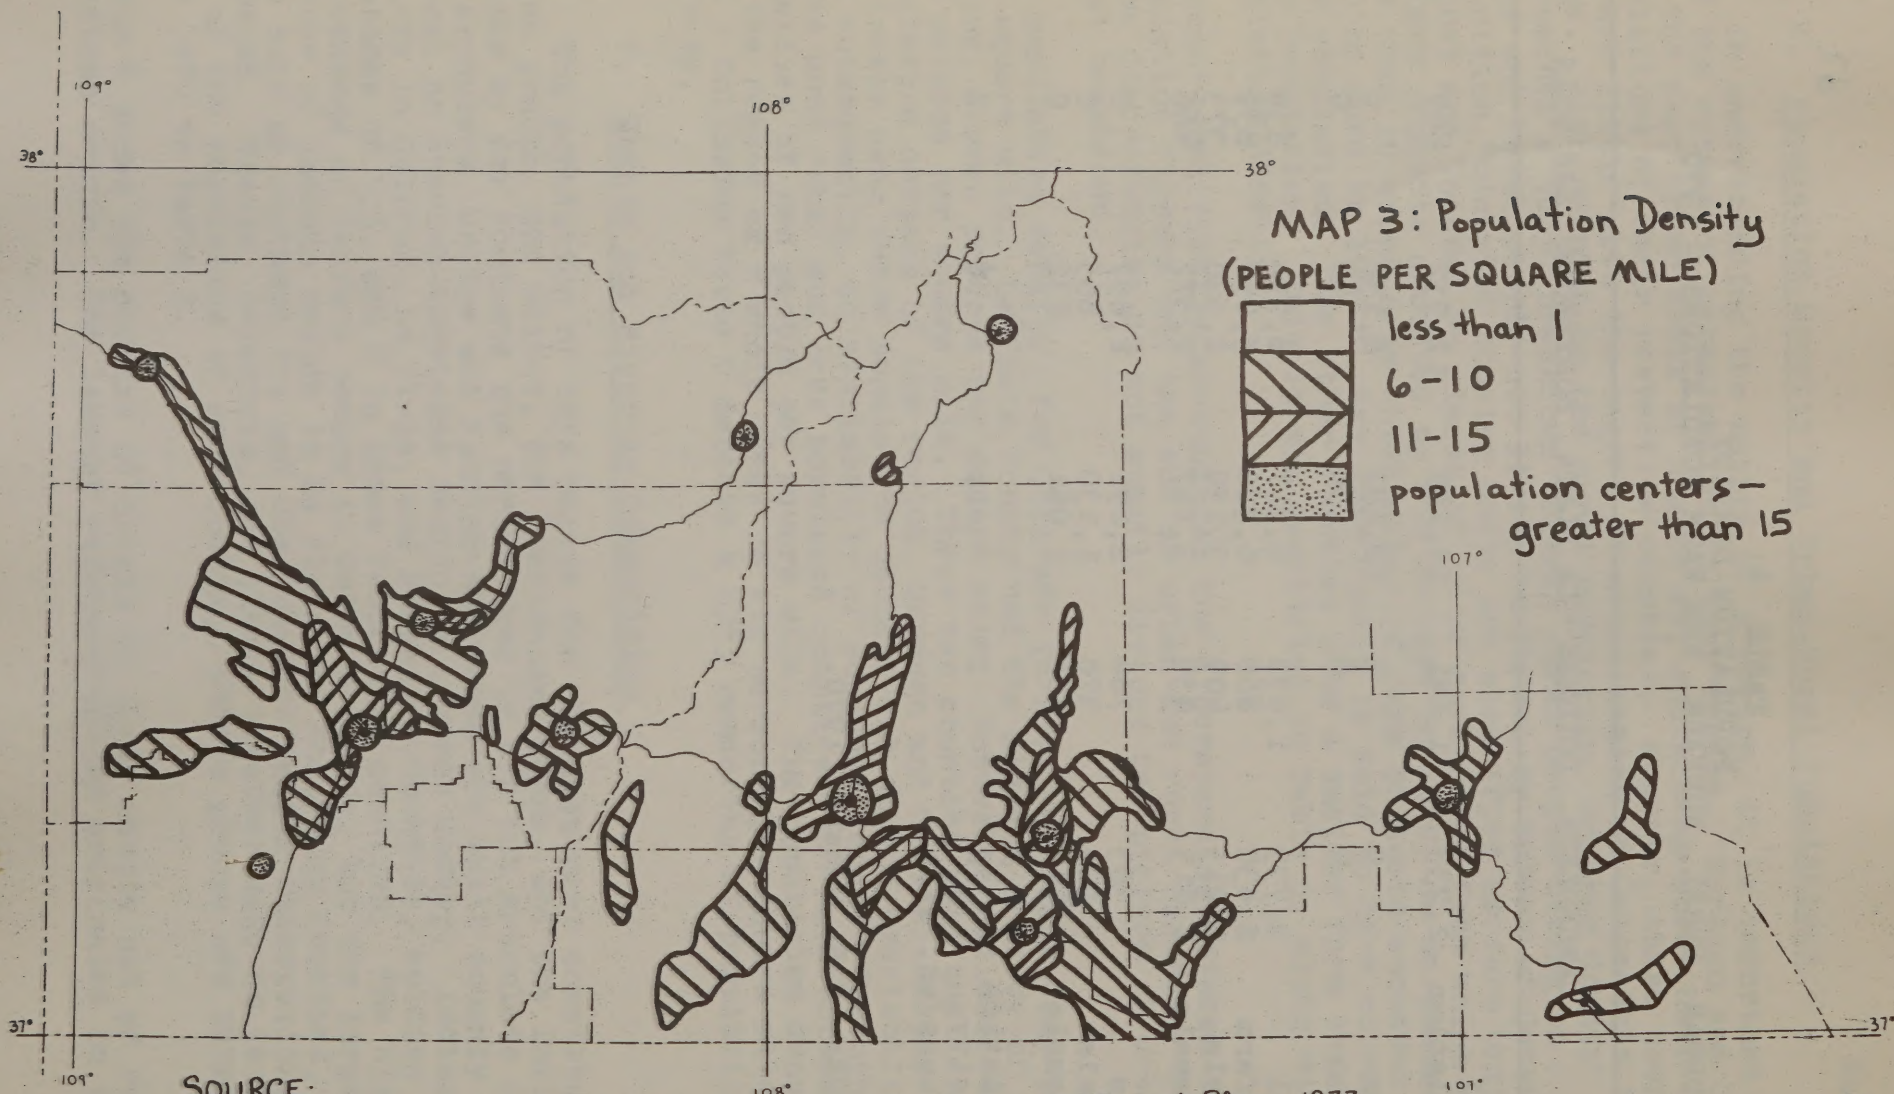 109°
108°
38°
38°
MAP 3: Population Density
(PEOPLE PER SQUARE MILE)
less than 1
6-10
11-15
population centers-
greater than 15
107°
37°
37°
109°
SOURCE:
108°
1977
107°